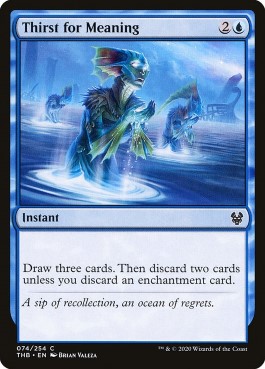 Thirst for Meaning 2
Instant
Draw three cards. Then discard two cards
unless you discard an enchantment card.
A sip of recollection, an ocean of regrets.
074/254 C
THB • EN Brian Valeza
™ & © 2020 Wizards of the Coast